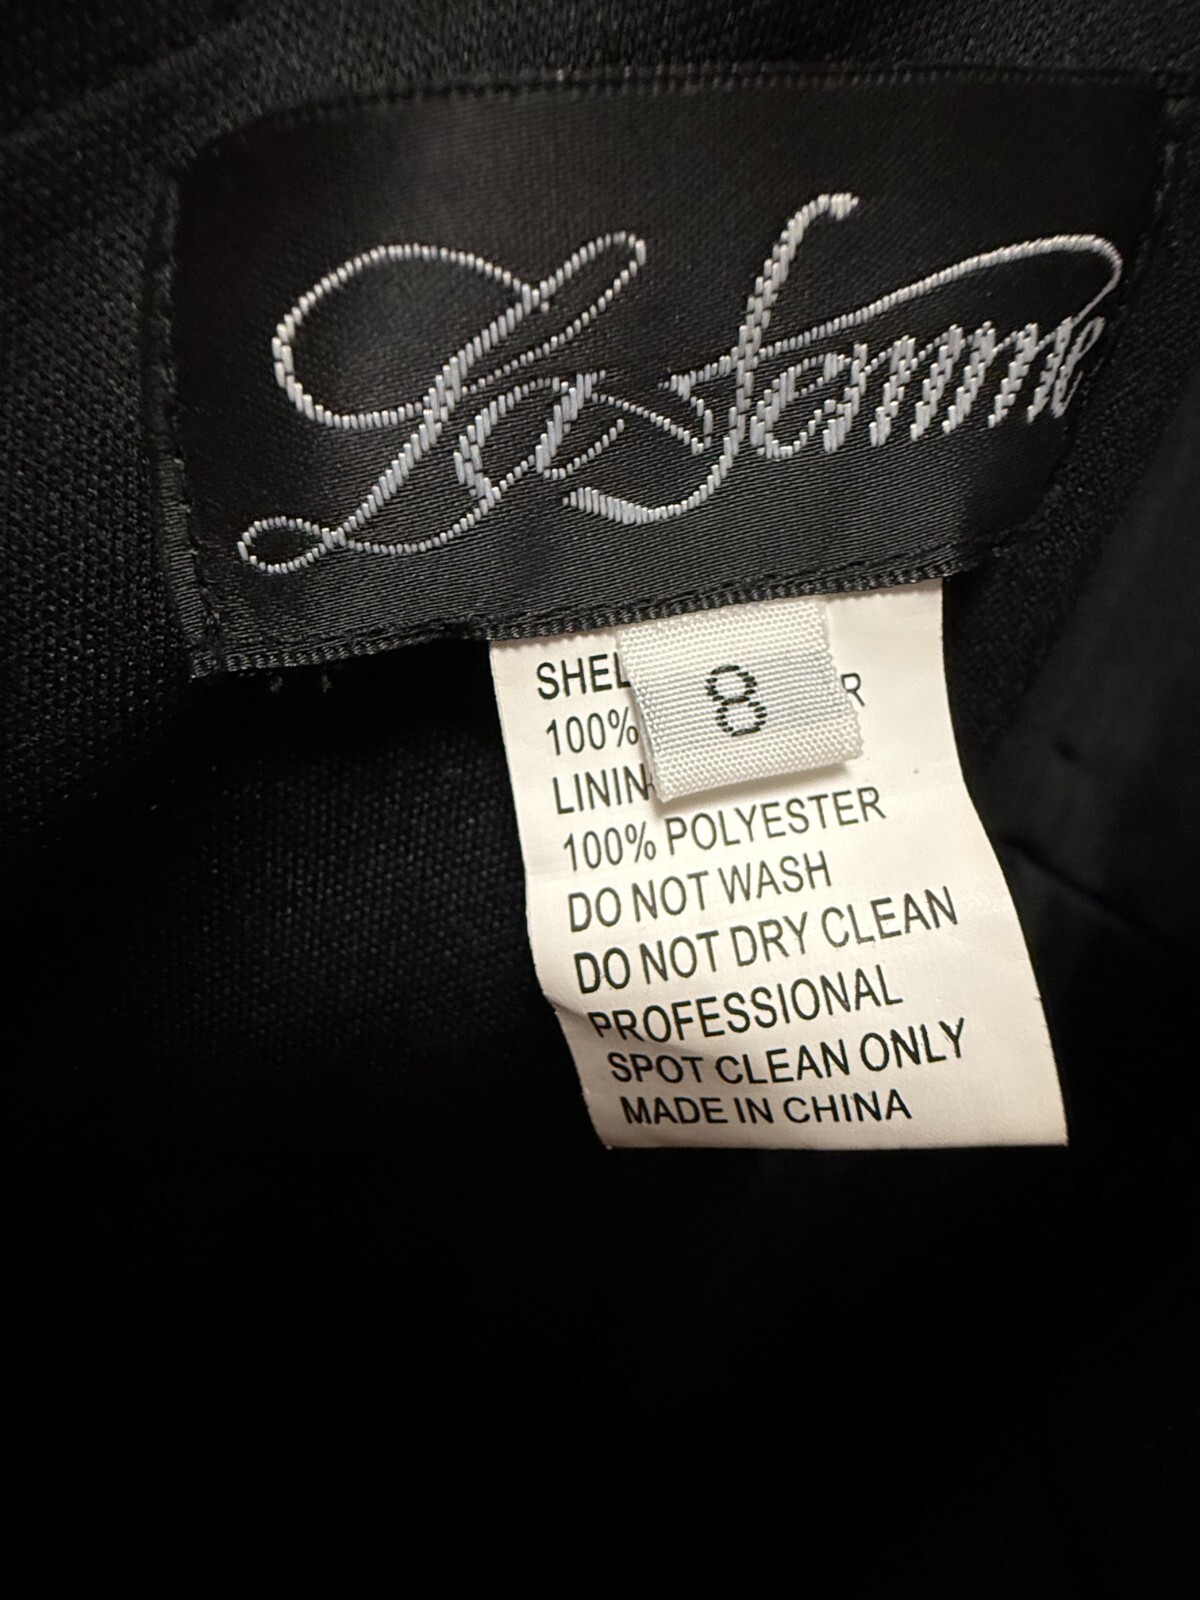 La Femme
8
SHEL
100%
LININ
100% POLYESTER
DO NOT WASH
DO NOT DRY CLEAN
PROFESSIONAL
SPOT CLEAN ONLY
MADE IN CHINA